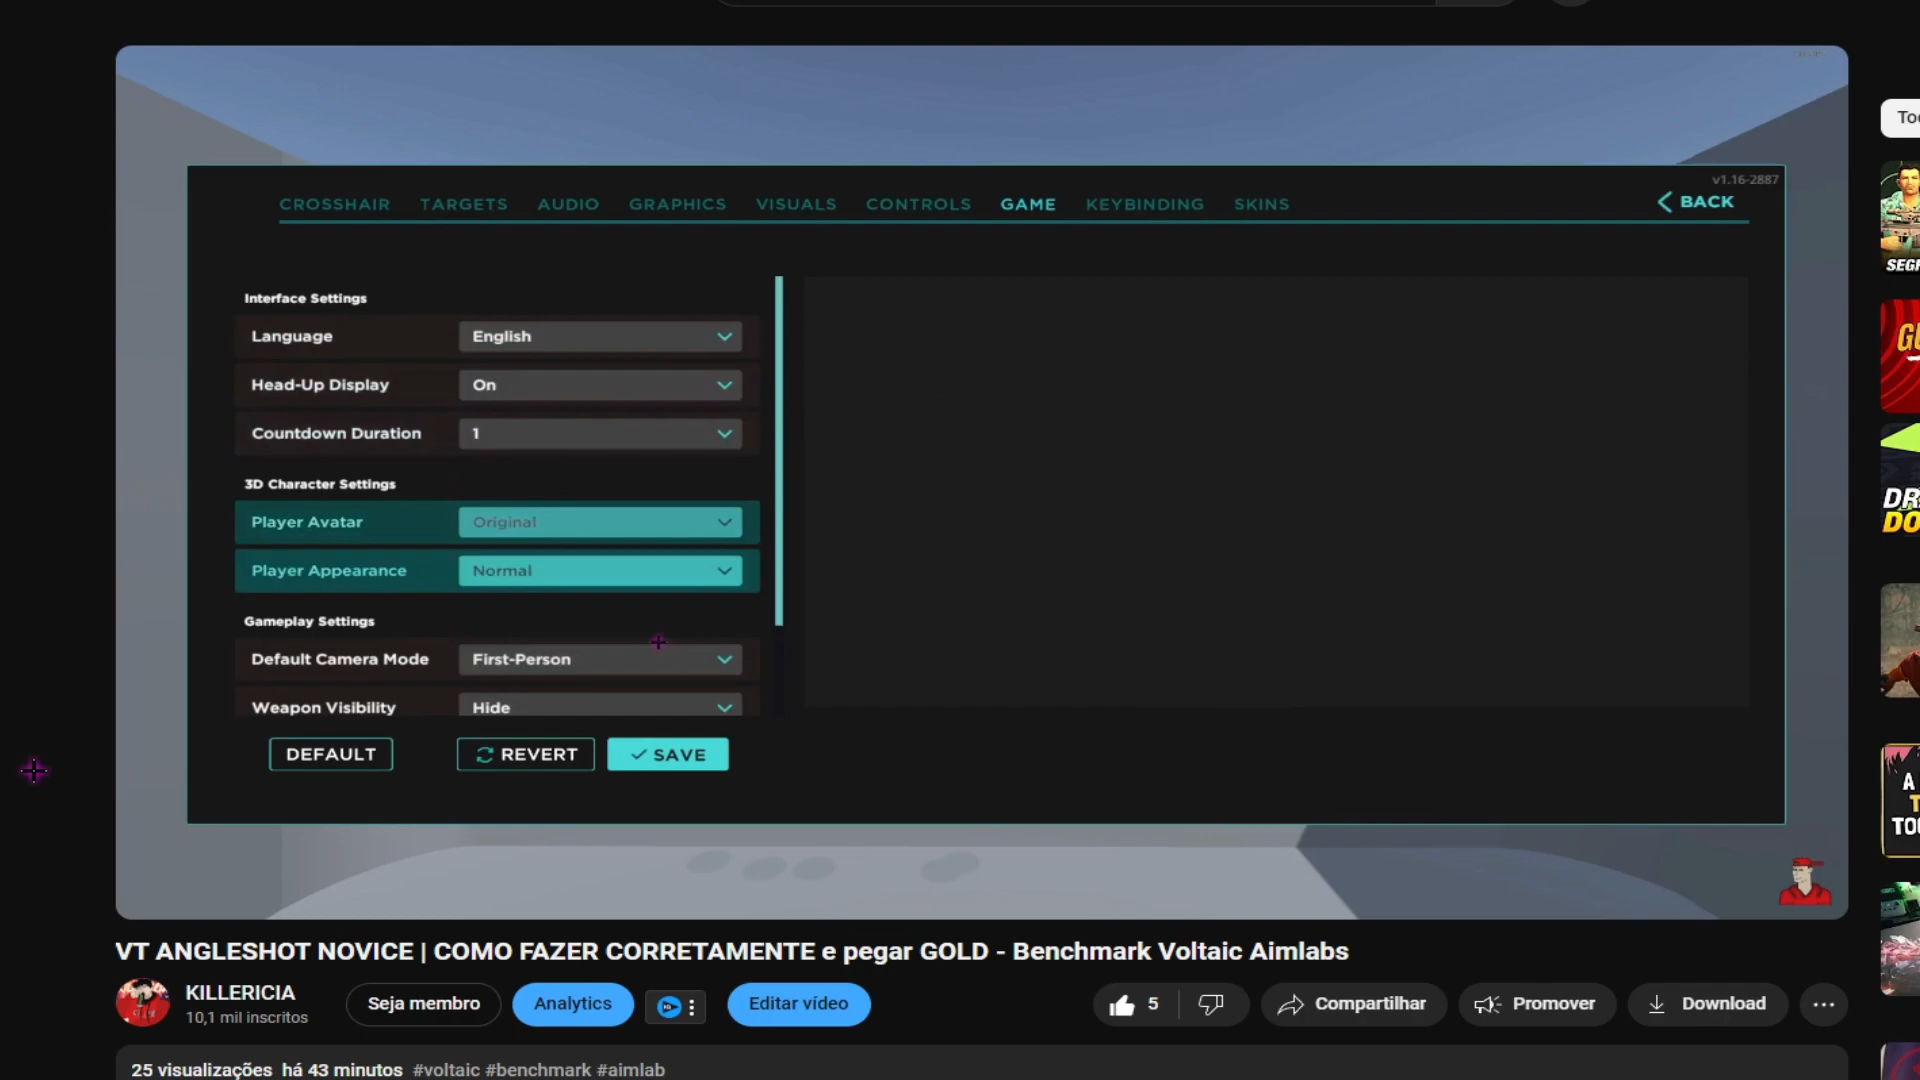 v1.16-2887
CROSSHAIR TARGETS AUDIO GRAPHICS VISUALS CONTROLS GAME KEYBINDING SKINS BACK
Interface Settings
Language English
Head-Up Display On
Countdown Duration 1
3D Character Settings
Player Avatar Original
Player Appearance Normal
Gameplay Settings
Default Camera Mode First-Person
Weapon Visibility Hide
DEFAULT REVERT SAVE
VT ANGLESHOT NOVICE | COMO FAZER CORRETAMENTE e pegar GOLD - Benchmark Voltaic Aimlabs
KILLERICIA
10,1 mil inscritos
Seja membro Analytics Editar vídeo 5 Compartilhar Promover Download
25 visualizações há 43 minutos #voltaic #benchmark #aimlab
A